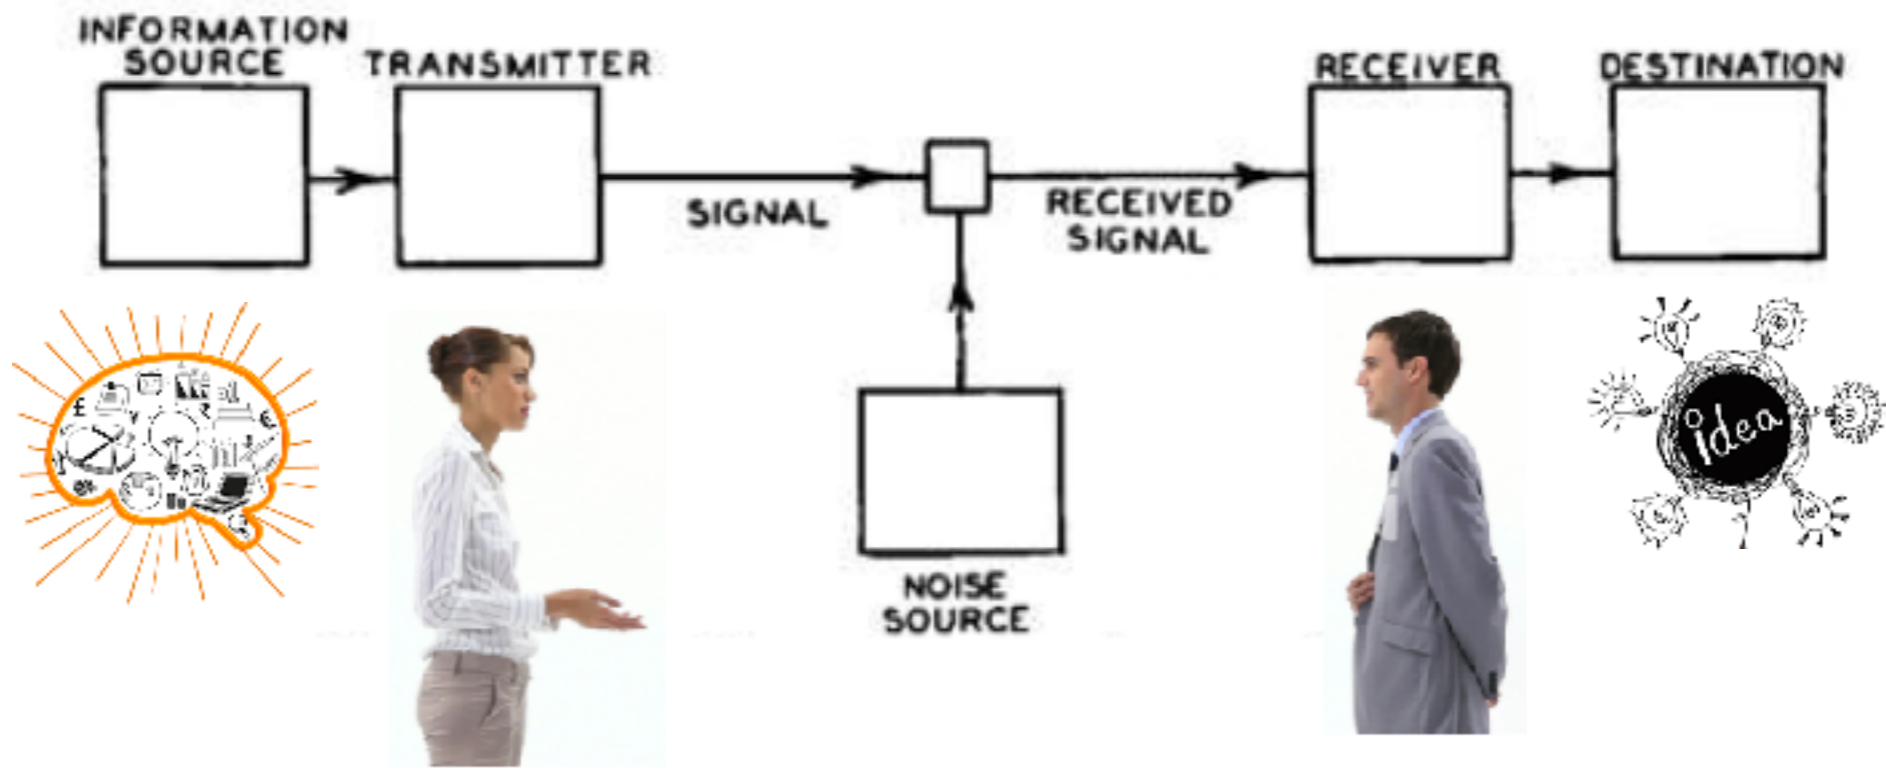 INFORMATION
SOURCE
TRANSMITTER
RECEIVER
DESTINATION
SIGNAL
RECEIVED
SIGNAL
NOISE
SOURCE
£
€
idea